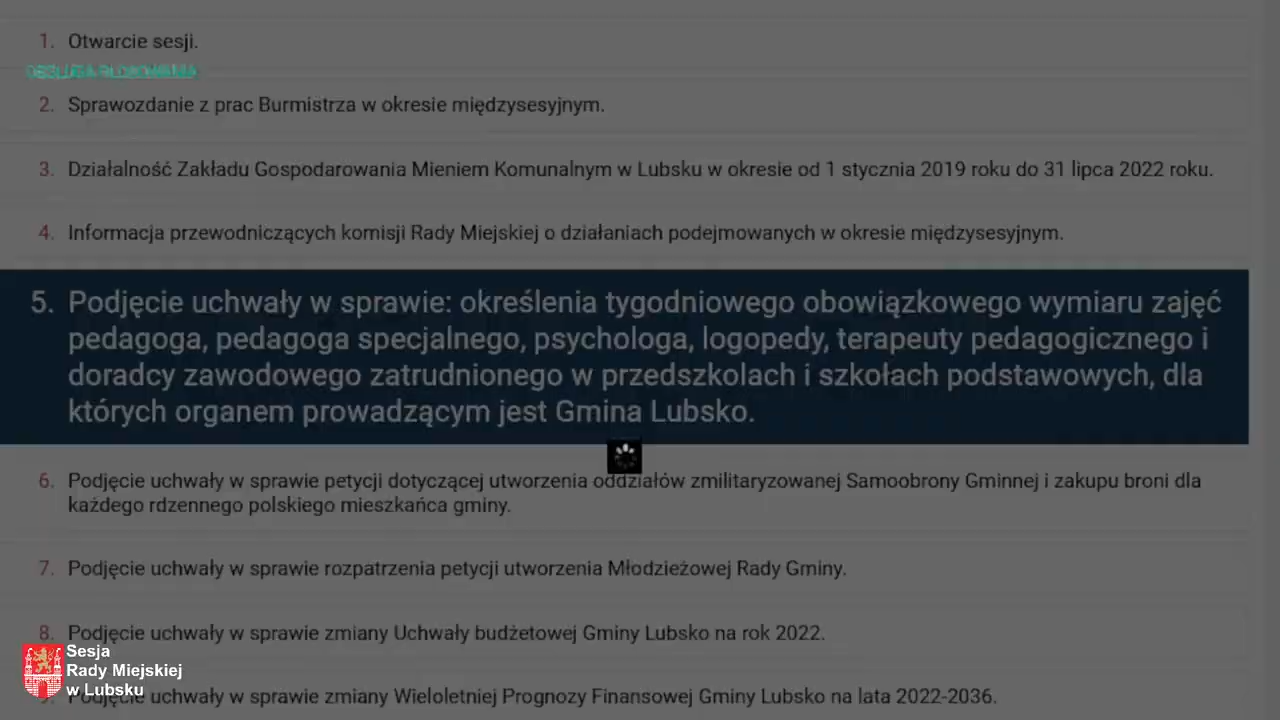 1. Otwarcie sesji.
OBSŁUGA GŁOSOWANIA
2. Sprawozdanie z prac Burmistrza w okresie międzysesyjnym.
3. Działalność Zakładu Gospodarowania Mieniem Komunalnym w Lubsku w okresie od 1 stycznia 2019 roku do 31 lipca 2022 roku.
4. Informacja przewodniczących komisji Rady Miejskiej o działaniach podejmowanych w okresie międzysesyjnym.
5. Podjęcie uchwały w sprawie: określenia tygodniowego obowiązkowego wymiaru zajęć
pedagoga, pedagoga specjalnego, psychologa, logopedy, terapeuty pedagogicznego i
doradcy zawodowego zatrudnionego w przedszkolach i szkołach podstawowych, dla
których organem prowadzącym jest Gmina Lubsko.
6. Podjęcie uchwały w sprawie petycji dotyczącej utworzenia oddziałów zmilitaryzowanej Samoobrony Gminnej i zakupu broni dla
każdego rdzennego polskiego mieszkańca gminy.
7. Podjęcie uchwały w sprawie rozpatrzenia petycji utworzenia Młodzieżowej Rady Gminy.
8. Podjęcie uchwały w sprawie zmiany Uchwały budżetowej Gminy Lubsko na rok 2022.
Sesja
Rady Miejskiej
w Lubsku
9. Podjęcie uchwały w sprawie zmiany Wieloletniej Prognozy Finansowej Gminy Lubsko na lata 2022-2036.